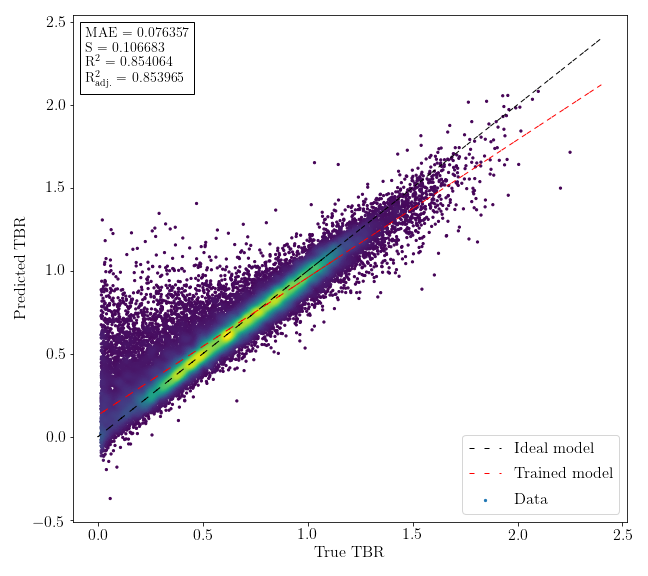 MAE = 0.076357
S = 0.106683
R² = 0.854064
R²adj. = 0.853965
2.5
2.0
1.5
1.0
0.5
0.0
−0.5
Predicted TBR
Ideal model
Trained model
Data
0.0 0.5 1.0 1.5 2.0 2.5
True TBR